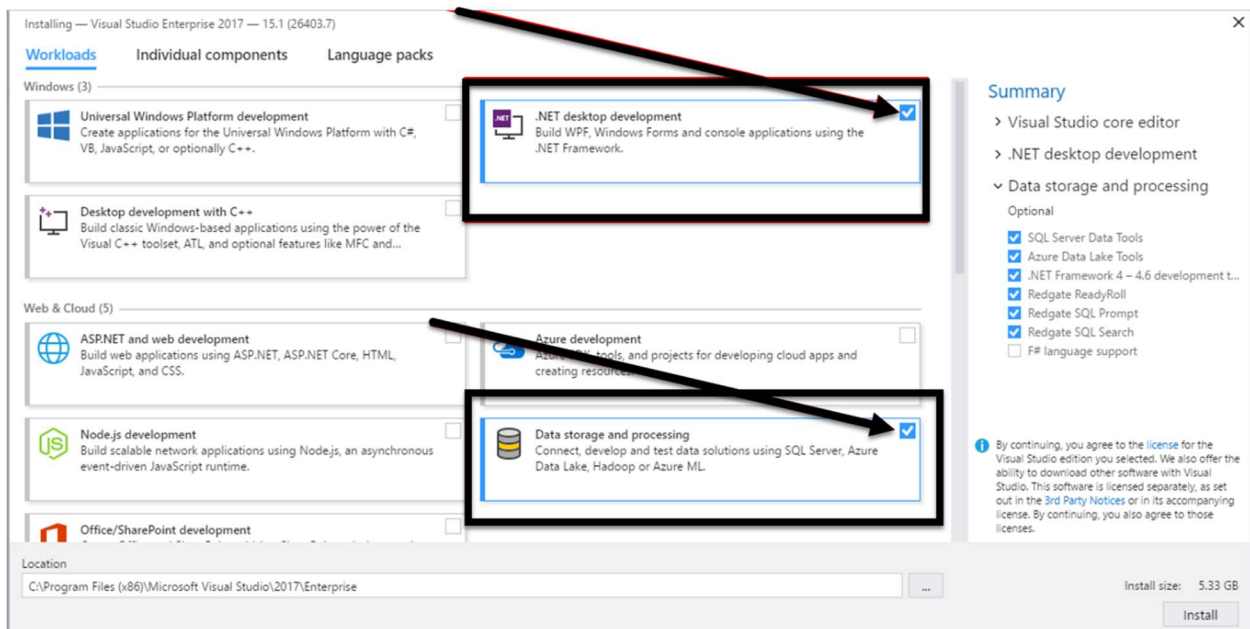 Installing — Visual Studio Enterprise 2017 — 15.1 (26403.7)
Workloads
Individual components
Language packs
Windows (3)
Universal Windows Platform development
Create applications for the Universal Windows Platform with C#,
VB, JavaScript, or optionally C++.
.NET
.NET desktop development
Build WPF, Windows Forms and console applications using the
.NET Framework.
Desktop development with C++
Build classic Windows-based applications using the power of the
Visual C++ toolset, ATL, and optional features like MFC and...
Web & Cloud (5)
ASP.NET and web development
Build web applications using ASP.NET, ASP.NET Core, HTML,
JavaScript, and CSS.
Azure development
Azure SDK, tools, and projects for developing cloud apps and
creating resources.
JS
Node.js development
Build scalable network applications using Node.js, an asynchronous
event-driven JavaScript runtime.
Data storage and processing
Connect, develop and test data solutions using SQL Server, Azure
Data Lake, Hadoop or Azure ML.
Office/SharePoint development
Summary
Visual Studio core editor
.NET desktop development
Data storage and processing
Optional
SQL Server Data Tools
Azure Data Lake Tools
.NET Framework 4 – 4.6 development t...
Redgate ReadyRoll
Redgate SQL Prompt
Redgate SQL Search
F# language support
By continuing, you agree to the license for the
Visual Studio edition you selected. We also offer the
ability to download other software with Visual
Studio. This software is licensed separately, as set
out in the 3rd Party Notices or in its accompanying
license. By continuing, you also agree to those
licenses.
Location
C:\Program Files (x86)\Microsoft Visual Studio\2017\Enterprise
...
Install size: 5.33 GB
Install